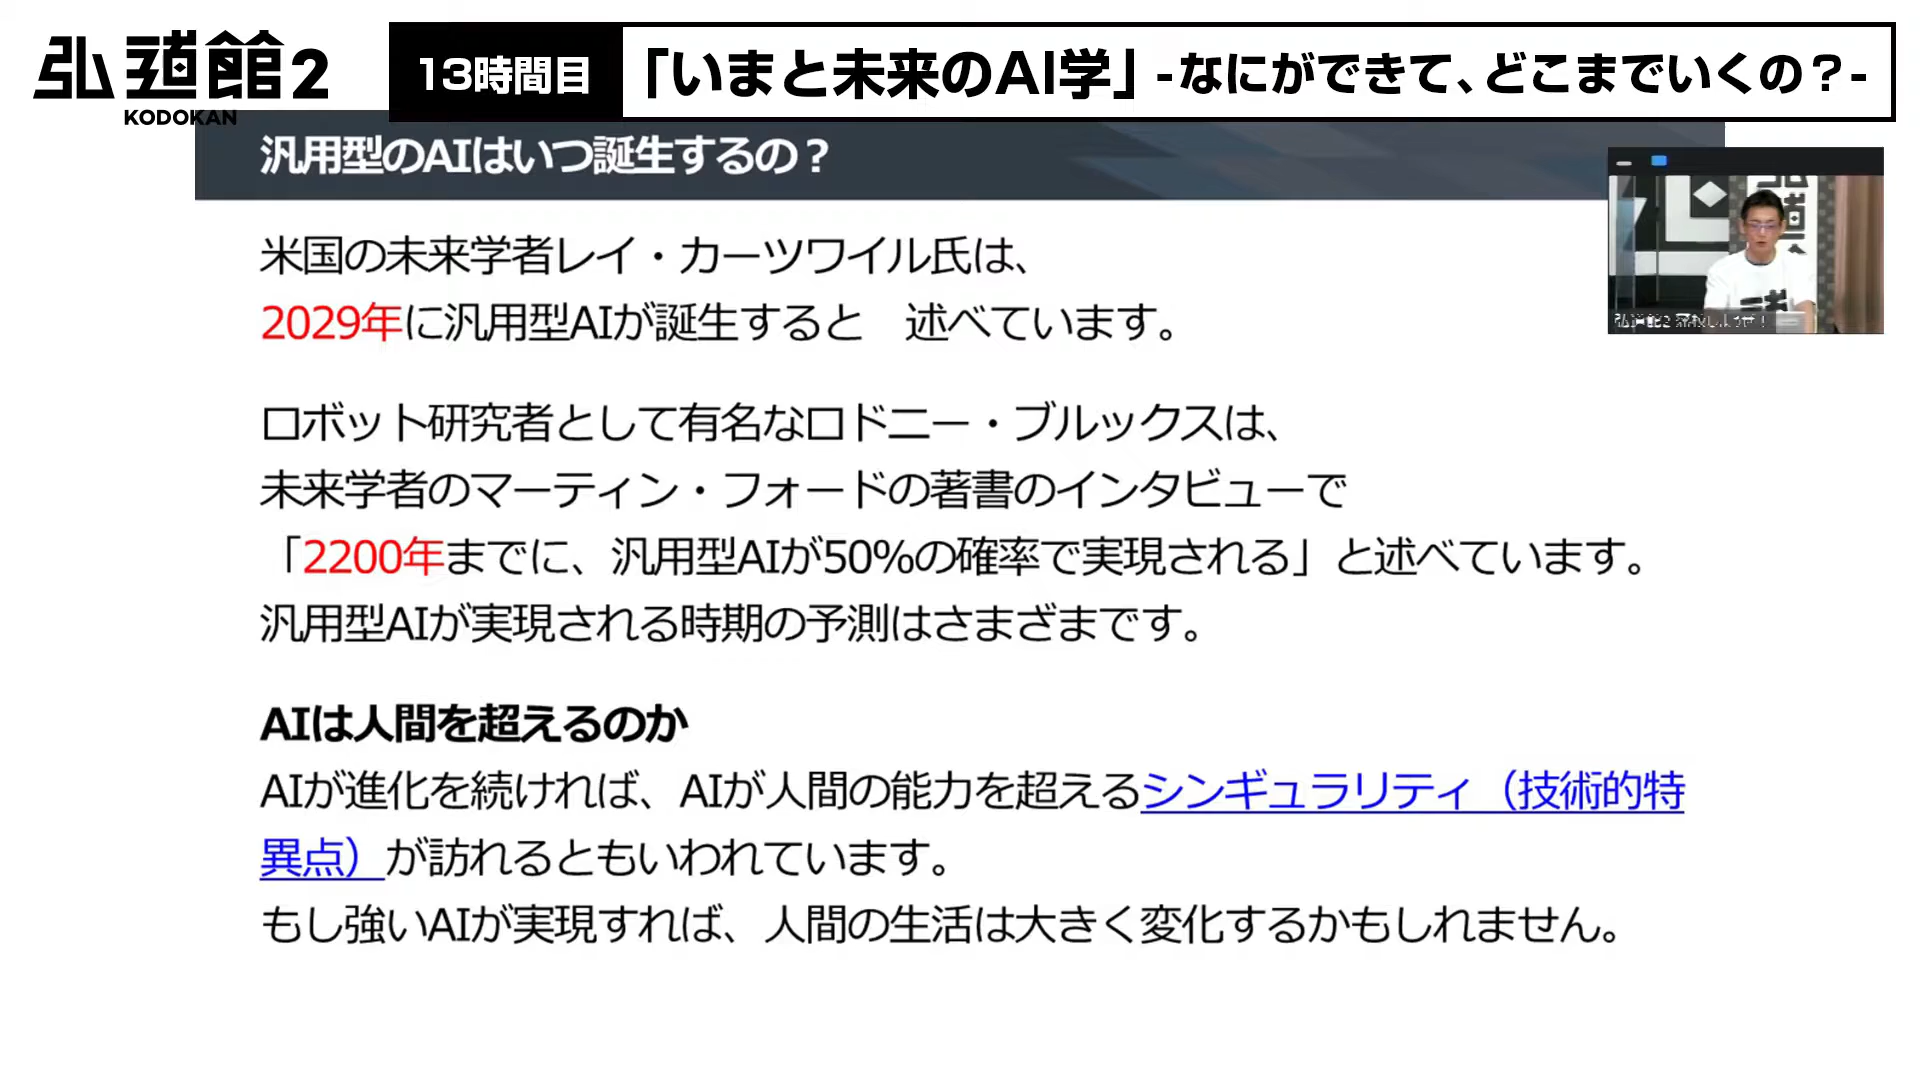 弘道館2
KODOKAN
13時間目
「いまと未来のAI学」-なにができて、どこまでいくの？-
汎用型のAIはいつ誕生するの？
米国の未来学者レイ・カーツワイル氏は、
2029年に汎用型AIが誕生すると　述べています。
ロボット研究者として有名なロドニー・ブルックスは、
未来学者のマーティン・フォードの著書のインタビューで
「2200年までに、汎用型AIが50%の確率で実現される」と述べています。
汎用型AIが実現される時期の予測はさまざまです。
AIは人間を超えるのか
AIが進化を続ければ、AIが人間の能力を超えるシンギュラリティ（技術的特
異点）が訪れるともいわれています。
もし強いAIが実現すれば、人間の生活は大きく変化するかもしれません。